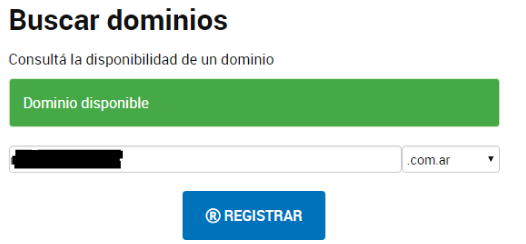 Buscar dominios
Consultá la disponibilidad de un dominio
Dominio disponible
.com.ar
® REGISTRAR